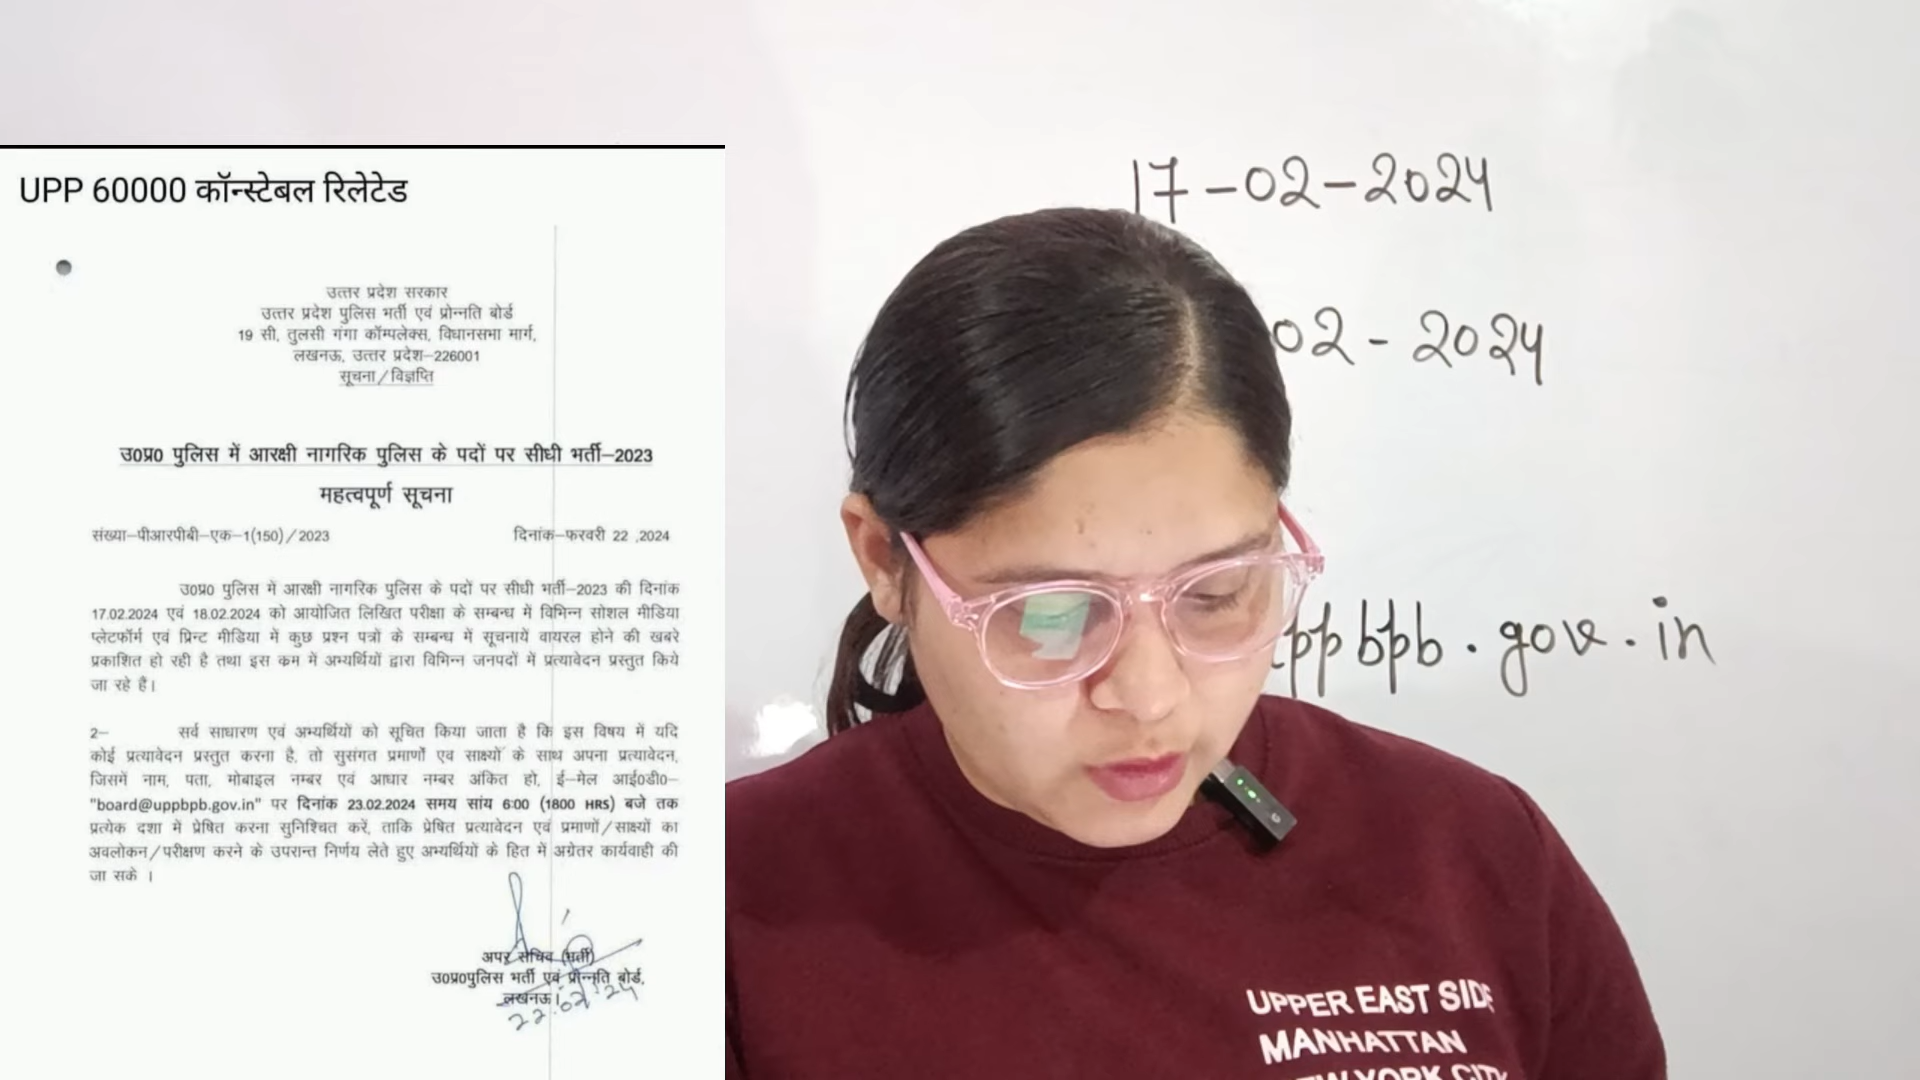 UPP 60000 कॉन्स्टेबल रिलेटेड
उत्तर प्रदेश सरकार
उत्तर प्रदेश पुलिस भर्ती एवं प्रोन्नति बोर्ड
19 सी, तुलसी गंगा कॉम्पलेक्स, विधानसभा मार्ग,
लखनऊ, उत्तर प्रदेश–226001
सूचना/विज्ञप्ति
उ0प्र0 पुलिस में आरक्षी नागरिक पुलिस के पदों पर सीधी भर्ती–2023
महत्वपूर्ण सूचना
संख्या–पीआरपीबी–एक–1(150)/2023 दिनांक–फरवरी 22 ,2024
उ0प्र0 पुलिस में आरक्षी नागरिक पुलिस के पदों पर सीधी भर्ती–2023 की दिनांक
17.02.2024 एवं 18.02.2024 को आयोजित लिखित परीक्षा के सम्बन्ध में विभिन्न सोशल मीडिया
प्लेटफॉर्म एवं प्रिन्ट मीडिया में कुछ प्रश्न पत्रों के सम्बन्ध में सूचनायें वायरल होने की खबरे
प्रकाशित हो रही है तथा इस क्रम में अभ्यर्थियों द्वारा विभिन्न जनपदों में प्रत्यावेदन प्रस्तुत किये
जा रहे हैं।
2– सर्व साधारण एवं अभ्यर्थियों को सूचित किया जाता है कि इस विषय में यदि
कोई प्रत्यावेदन प्रस्तुत करना है, तो सुसंगत प्रमाणों एवं साक्ष्यों के साथ अपना प्रत्यावेदन,
जिसमें नाम, पता, मोबाइल नम्बर एवं आधार नम्बर अंकित हो, ई–मेल आई0डी0–
"board@uppbpb.gov.in" पर दिनांक 23.02.2024 समय सांय 6:00 (1800 HRS) बजे तक
प्रत्येक दशा में प्रेषित करना सुनिश्चित करें, ताकि प्रेषित प्रत्यावेदन एवं प्रमाणों/साक्ष्यों का
अवलोकन/परीक्षण करने के उपरान्त निर्णय लेते हुए अभ्यर्थियों के हित में अग्रेतर कार्यवाही की
जा सके ।
अपर सचिव (भर्ती)
उ0प्र0पुलिस भर्ती एवं प्रोन्नति बोर्ड,
लखनऊ।
22.02.24
17-02-2024
02-2024
ppbpb.gov.in
UPPER EAST SIDE
MANHATTAN
NEW YORK CITY